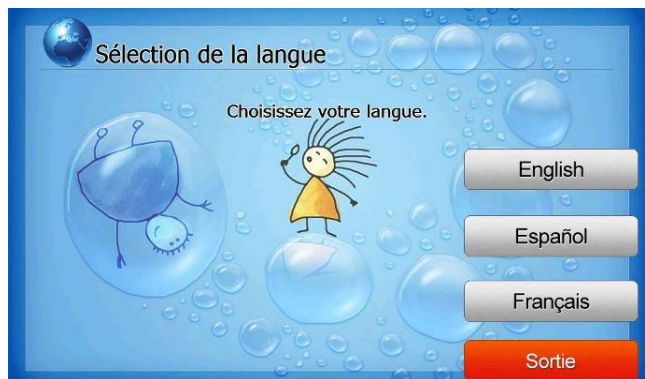 Sélection de la langue
Choisissez votre langue.
English
Español
Français
Sortie